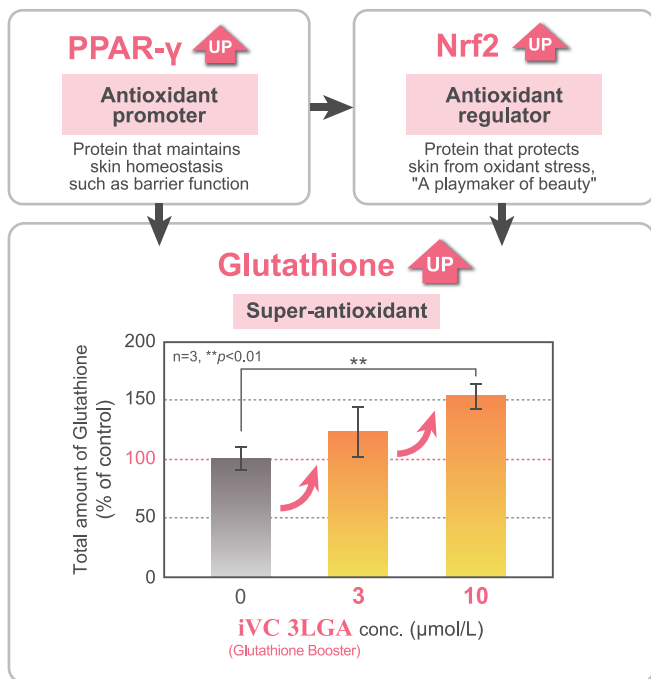 PPAR-γ UP
Antioxidant
promoter
Protein that maintains
skin homeostasis
such as barrier function
Nrf2 UP
Antioxidant
regulator
Protein that protects
skin from oxidant stress,
"A playmaker of beauty"
Glutathione UP
Super-antioxidant
Total amount of Glutathione
(% of control)
200
150
100
50
0
n=3, **p<0.01
**
0 3 10
iVC 3LGA conc. (μmol/L)
(Glutathione Booster)